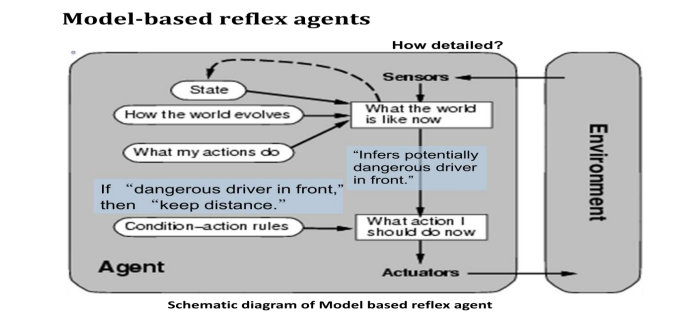 Model-based reflex agents
How detailed?
Sensors
State
What the world
is like now
How the world evolves
What my actions do
“Infers potentially
dangerous driver
in front.”
If “dangerous driver in front,”
then “keep distance.”
What action I
should do now
Condition-action rules
Agent
Actuators
Environment
Schematic diagram of Model based reflex agent